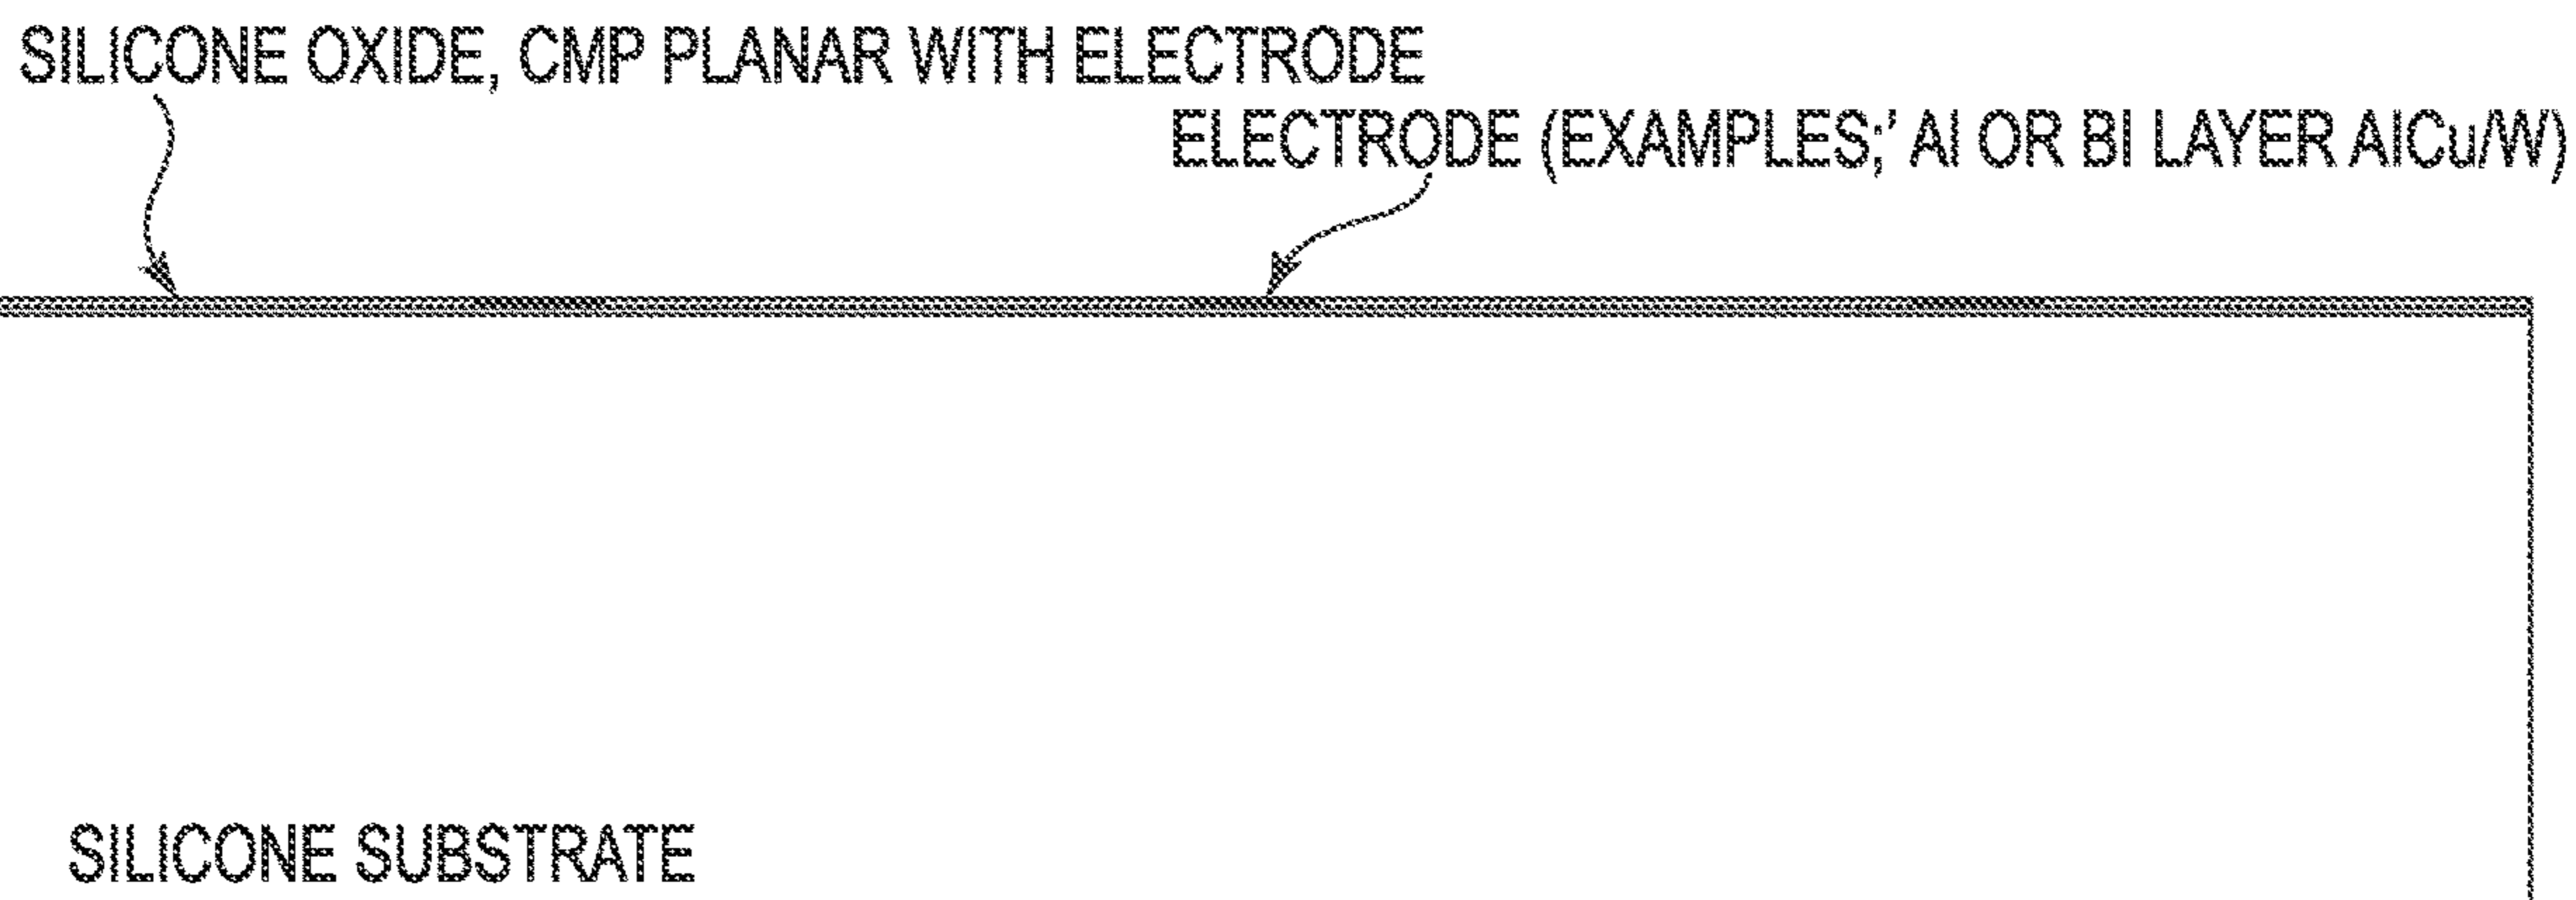 SILICONE OXIDE, CMP PLANAR WITH ELECTRODE
ELECTRODE (EXAMPLES;' Al OR BI LAYER AlCu/W)
SILICONE SUBSTRATE